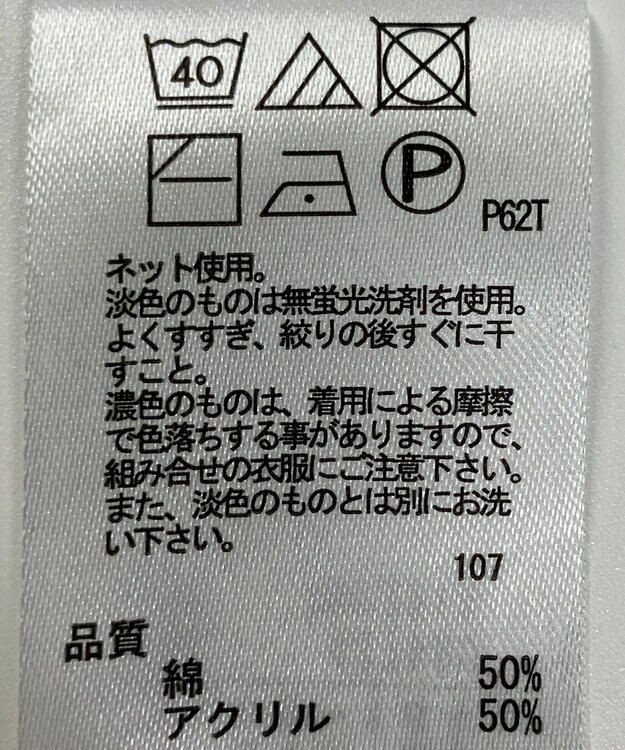 40
P
P62T
ネット使用。
淡色のものは無蛍光洗剤を使用。
よくすすぎ、絞りの後すぐに干
すこと。
濃色のものは、着用による摩擦
で色落ちする事がありますので、
組み合せの衣服にご注意下さい。
また、淡色のものとは別にお洗
い下さい。
107
品質
綿 50%
アクリル 50%